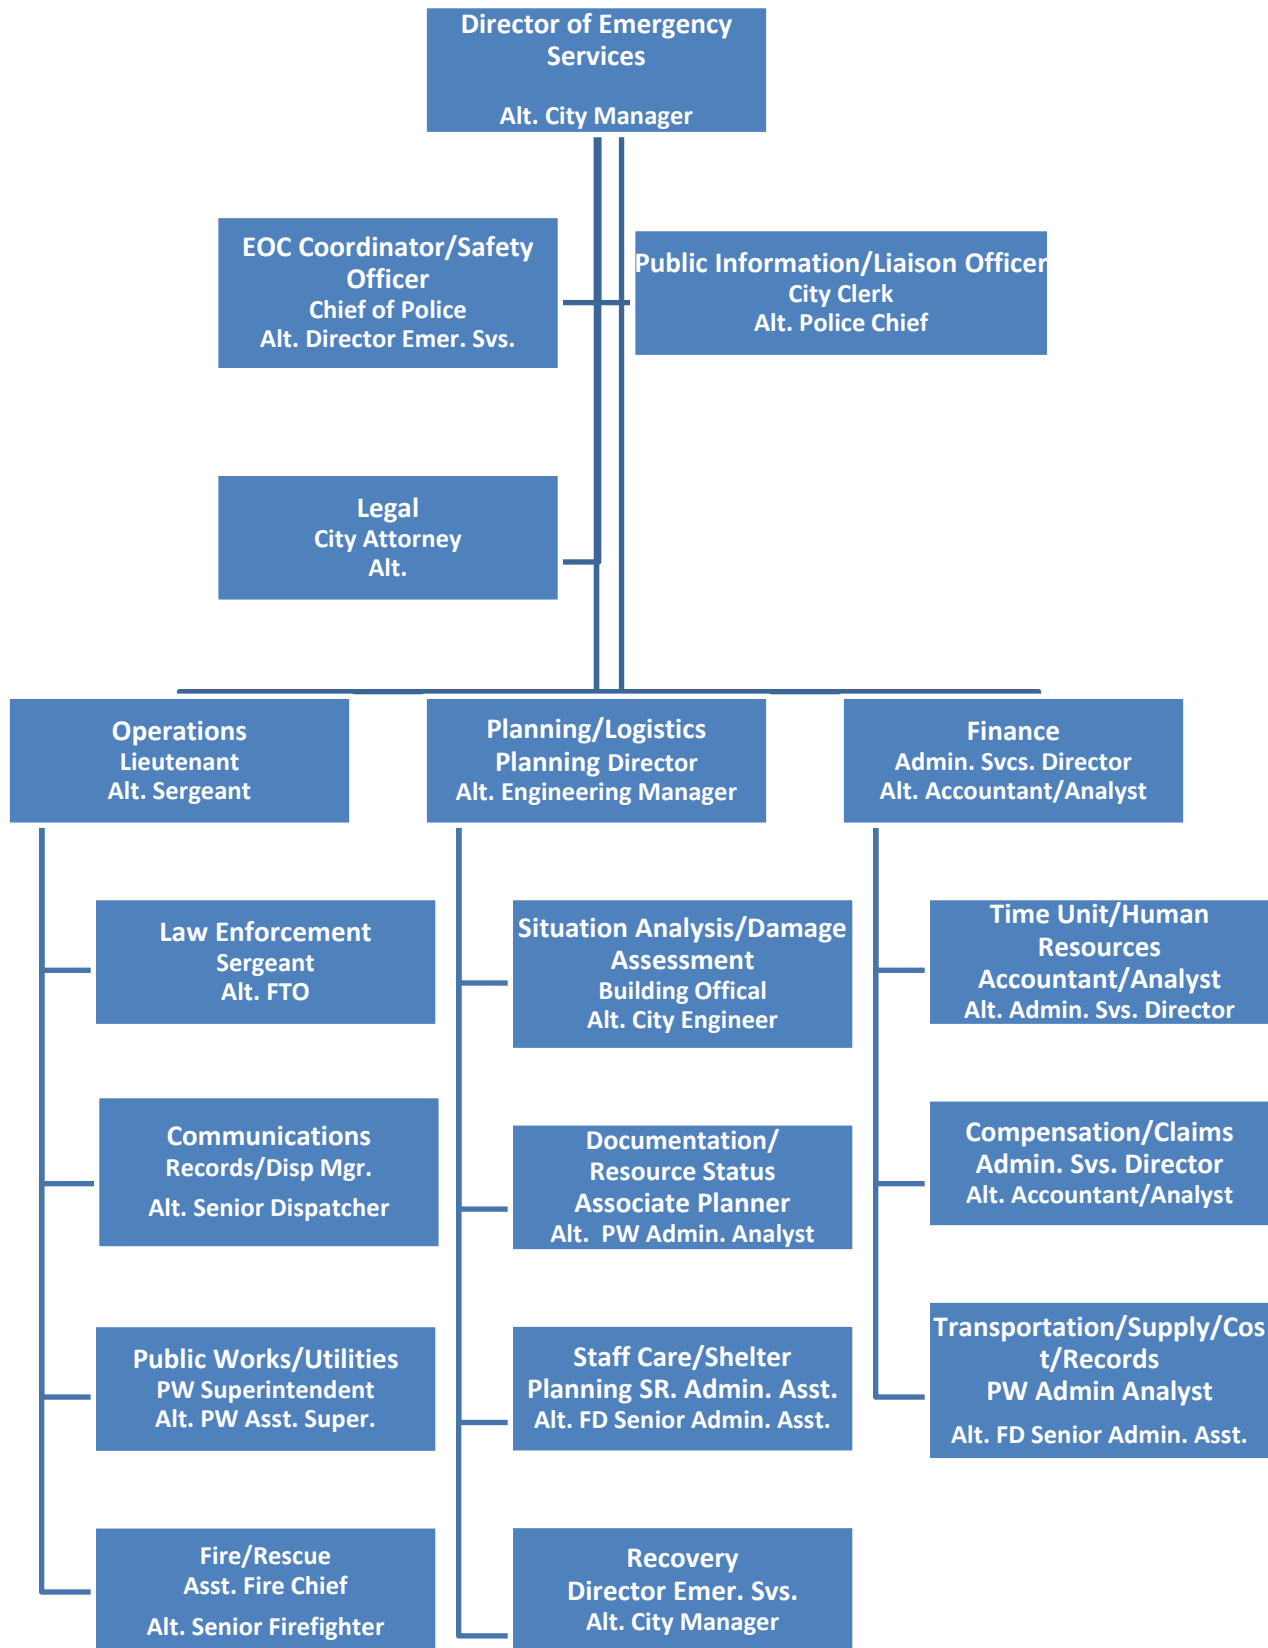 Director of Emergency
Services
Alt. City Manager
EOC Coordinator/Safety
Officer
Chief of Police
Alt. Director Emer. Svs.
Public Information/Liaison Officer
City Clerk
Alt. Police Chief
Legal
City Attorney
Alt.
Operations
Lieutenant
Alt. Sergeant
Planning/Logistics
Planning Director
Alt. Engineering Manager
Finance
Admin. Svcs. Director
Alt. Accountant/Analyst
Law Enforcement
Sergeant
Alt. FTO
Communications
Records/Disp Mgr.
Alt. Senior Dispatcher
Public Works/Utilities
PW Superintendent
Alt. PW Asst. Super.
Fire/Rescue
Asst. Fire Chief
Alt. Senior Firefighter
Situation Analysis/Damage
Assessment
Building Offical
Alt. City Engineer
Documentation/
Resource Status
Associate Planner
Alt. PW Admin. Analyst
Staff Care/Shelter
Planning SR. Admin. Asst.
Alt. FD Senior Admin. Asst.
Recovery
Director Emer. Svs.
Alt. City Manager
Time Unit/Human
Resources
Accountant/Analyst
Alt. Admin. Svs. Director
Compensation/Claims
Admin. Svs. Director
Alt. Accountant/Analyst
Transportation/Supply/Cos
t/Records
PW Admin Analyst
Alt. FD Senior Admin. Asst.